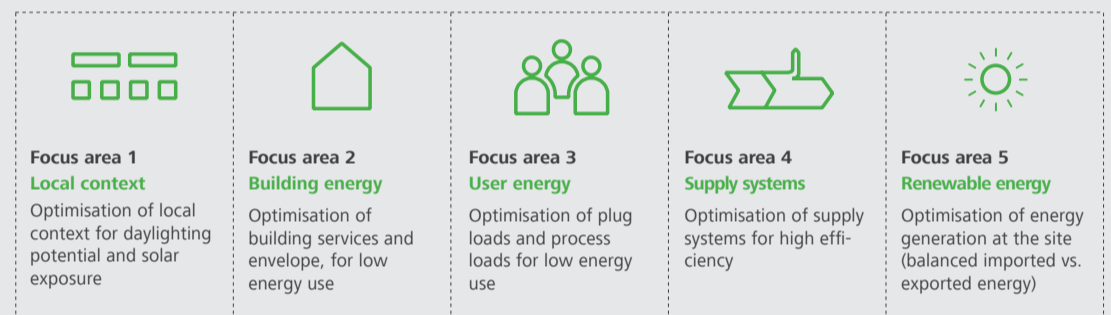 Focus area 1
Local context
Optimisation of local
context for daylighting
potential and solar
exposure
Focus area 2
Building energy
Optimisation of
building services and
envelope, for low
energy use
Focus area 3
User energy
Optimisation of plug
loads and process
loads for low energy
use
Focus area 4
Supply systems
Optimisation of supply
systems for high effi-
ciency
Focus area 5
Renewable energy
Optimisation of energy
generation at the site
(balanced imported vs.
exported energy)